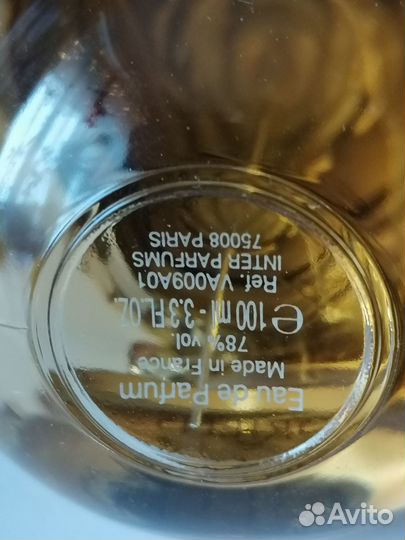 Eau de Parfum
Made in France
78% vol.
℮ 100 ml - 3.3 FL.OZ.
Ref. VA009A01
INTER PARFUMS
75008 PARIS
Avito